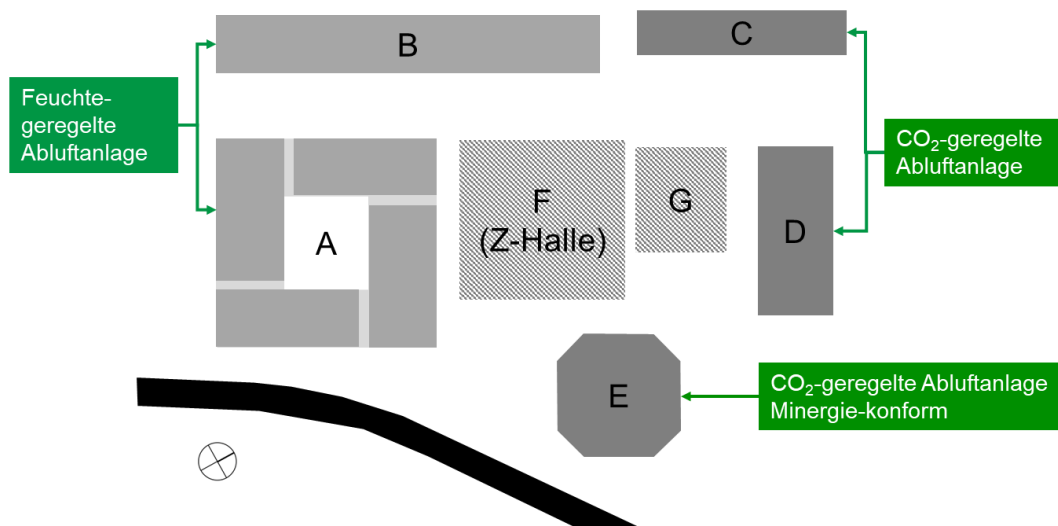 B
C
Feuchte-
geregelte
Abluftanlage
CO₂-geregelte
Abluftanlage
A
F
(Z-Halle)
G
D
E
CO₂-geregelte Abluftanlage
Minergie-konform